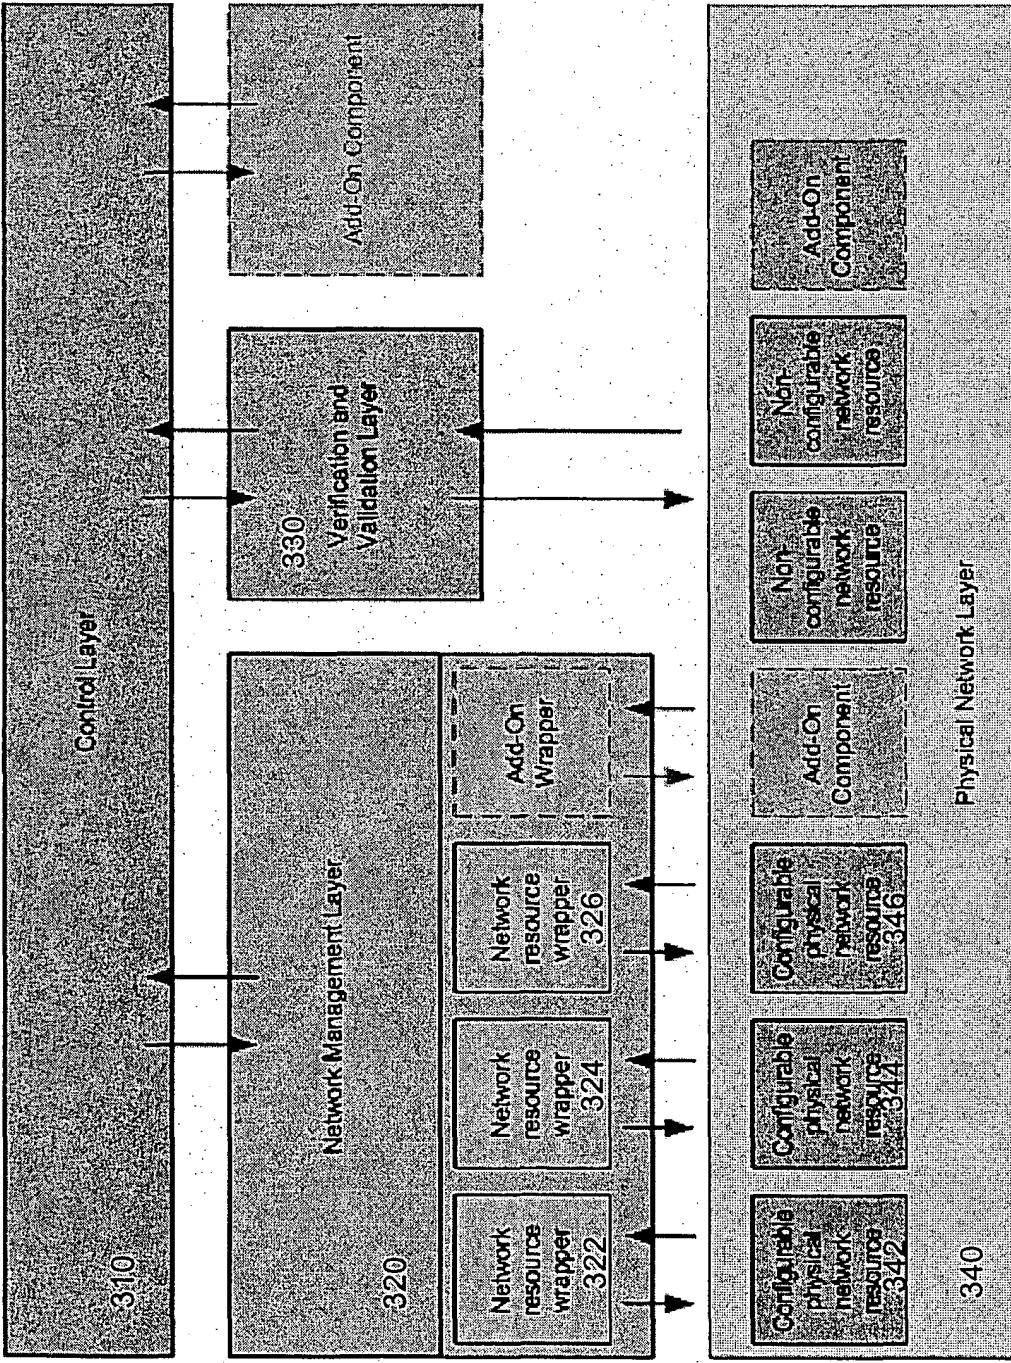 310
Control Layer
320
Network Management Layer
330
Verification and
Validation Layer
Add-On Component
Network
resource
wrapper
322
Network
resource
wrapper
324
Network
resource
wrapper
326
Add-On
Wrapper
Configurable
physical
network
resource
342
Configurable
physical
network
resource
344
Configurable
physical
network
resource
346
Add-On
Component
Non-
configurable
network
resource
Non-
configurable
network
resource
Add-On
Component
340
Physical Network Layer